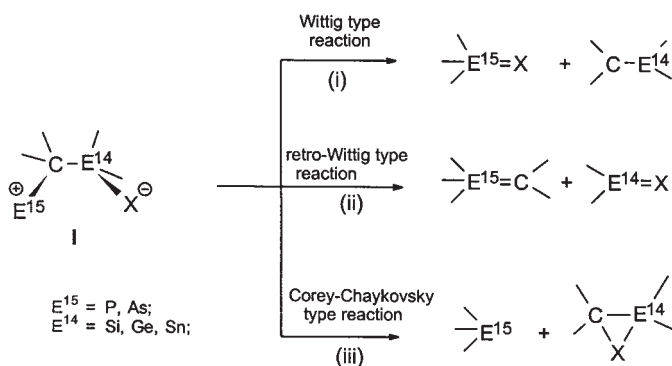 Wittig type
reaction
(i)
E¹⁵=X + C-E¹⁴
C-E¹⁴
⊕
E¹⁵ X ⊖
I
retro-Wittig type
reaction
(ii)
E¹⁵=C + E¹⁴=X
E¹⁵ = P, As;
E¹⁴ = Si, Ge, Sn;
Corey-Chaykovsky
type reaction
(iii)
E¹⁵ + C E¹⁴
X